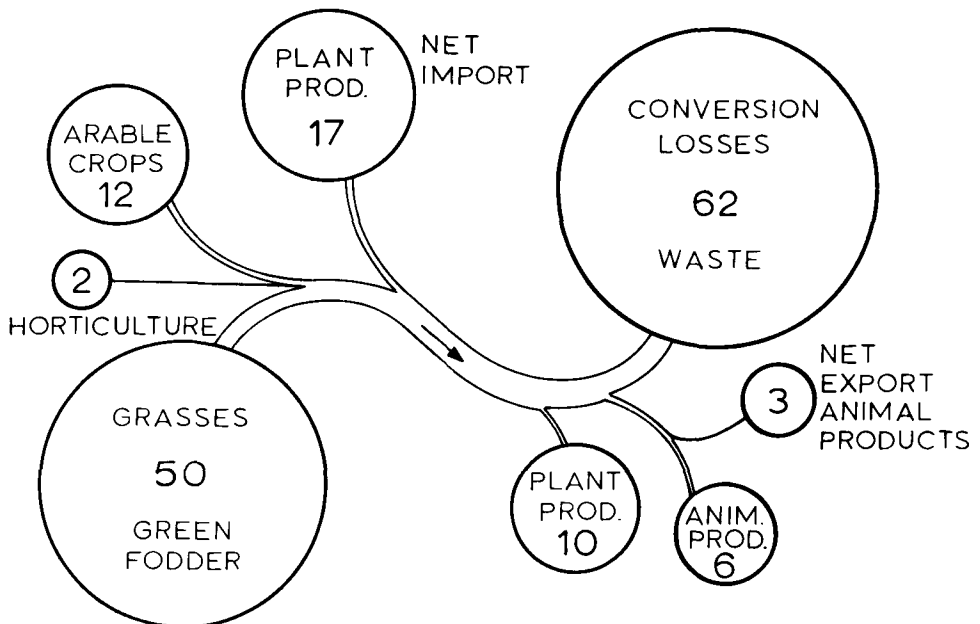 PLANT
PROD.
17
NET
IMPORT
ARABLE
CROPS
12
2
HORTICULTURE
GRASSES
50
GREEN
FODDER
CONVERSION
LOSSES
62
WASTE
3
NET
EXPORT
ANIMAL
PRODUCTS
PLANT
PROD.
10
ANIM.
PROD.
6